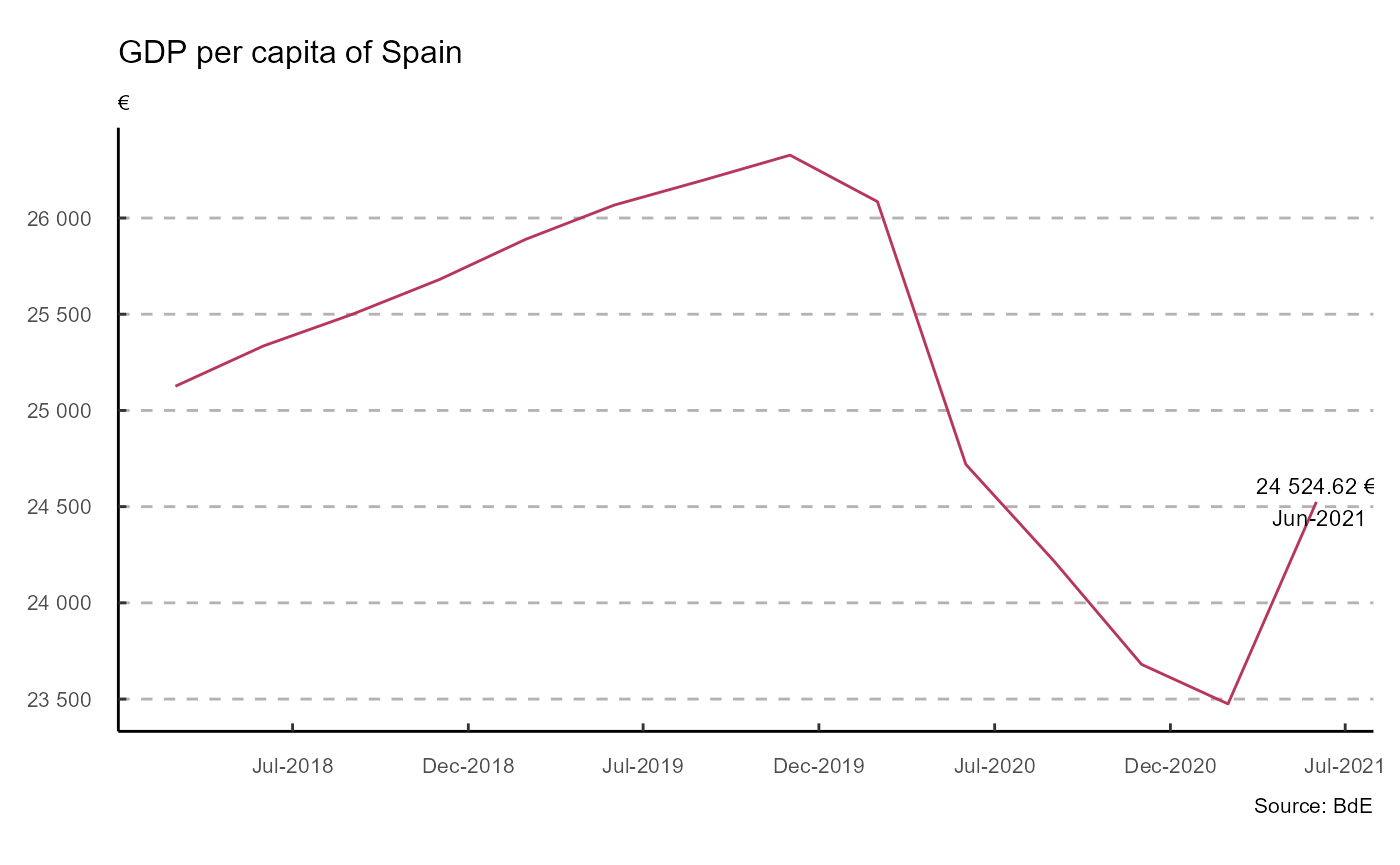 GDP per capita of Spain
€
26 000
25 500
25 000
24 500
24 000
23 500
24 524.62 €
Jun-2021
Jul-2018 Dec-2018 Jul-2019 Dec-2019 Jul-2020 Dec-2020 Jul-2021
Source: BdE